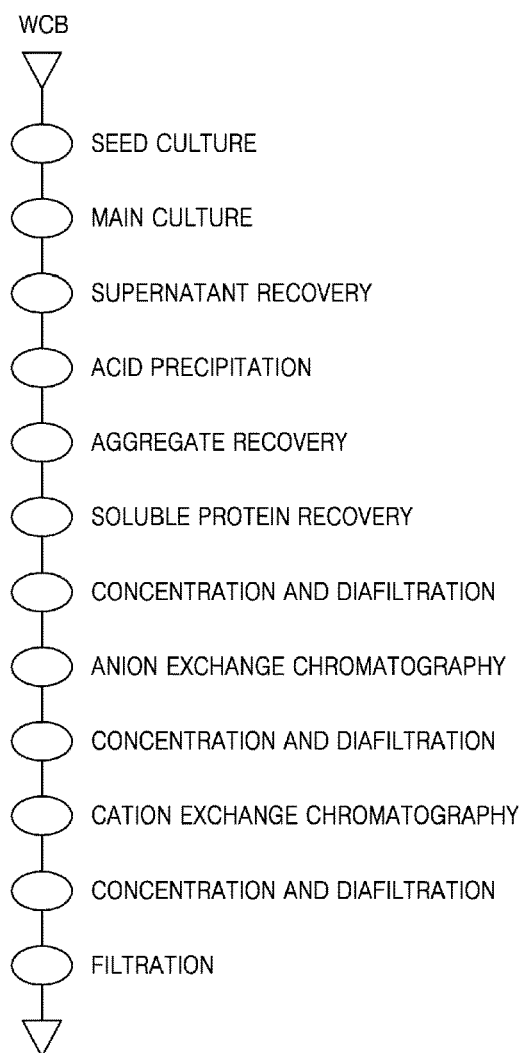 WCB
SEED CULTURE
MAIN CULTURE
SUPERNATANT RECOVERY
ACID PRECIPITATION
AGGREGATE RECOVERY
SOLUBLE PROTEIN RECOVERY
CONCENTRATION AND DIAFILTRATION
ANION EXCHANGE CHROMATOGRAPHY
CONCENTRATION AND DIAFILTRATION
CATION EXCHANGE CHROMATOGRAPHY
CONCENTRATION AND DIAFILTRATION
FILTRATION